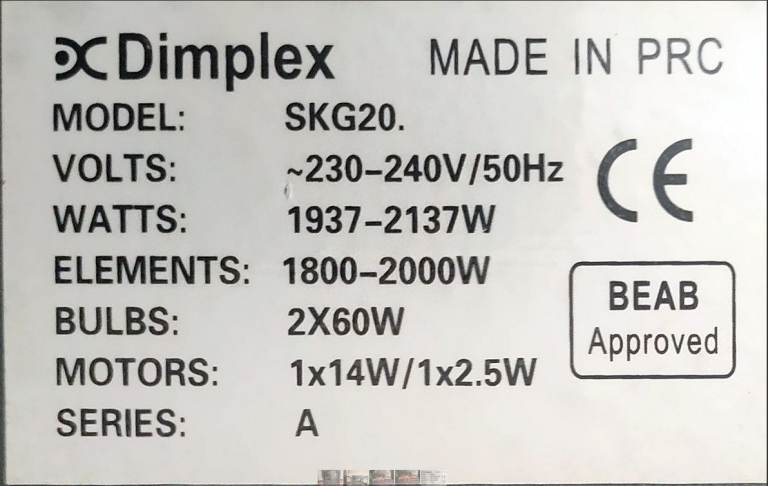 Dimplex MADE IN PRC
MODEL: SKG20.
VOLTS: ~230-240V/50Hz
WATTS: 1937-2137W
ELEMENTS: 1800-2000W
BULBS: 2X60W
MOTORS: 1x14W/1x2.5W
SERIES: A
CE
BEAB
Approved